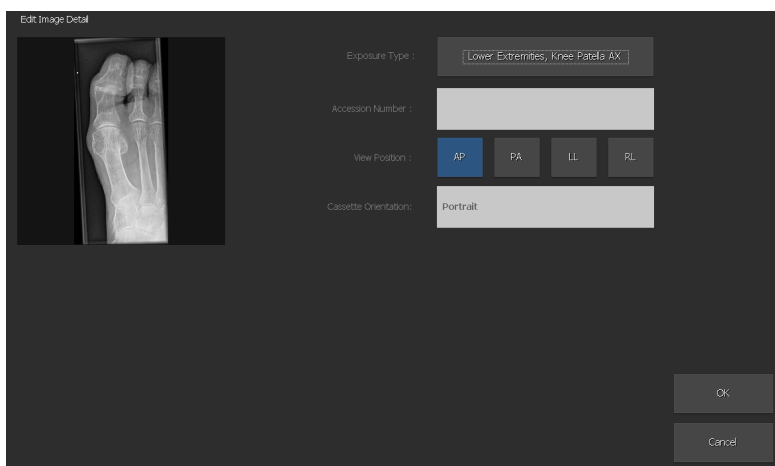 Edit Image Detail
Exposure Type :
Lower Extremities, Knee Patella AX
Accession Number :
View Position :
AP
PA
LL
RL
Cassette Orientation:
Portrait
OK
Cancel